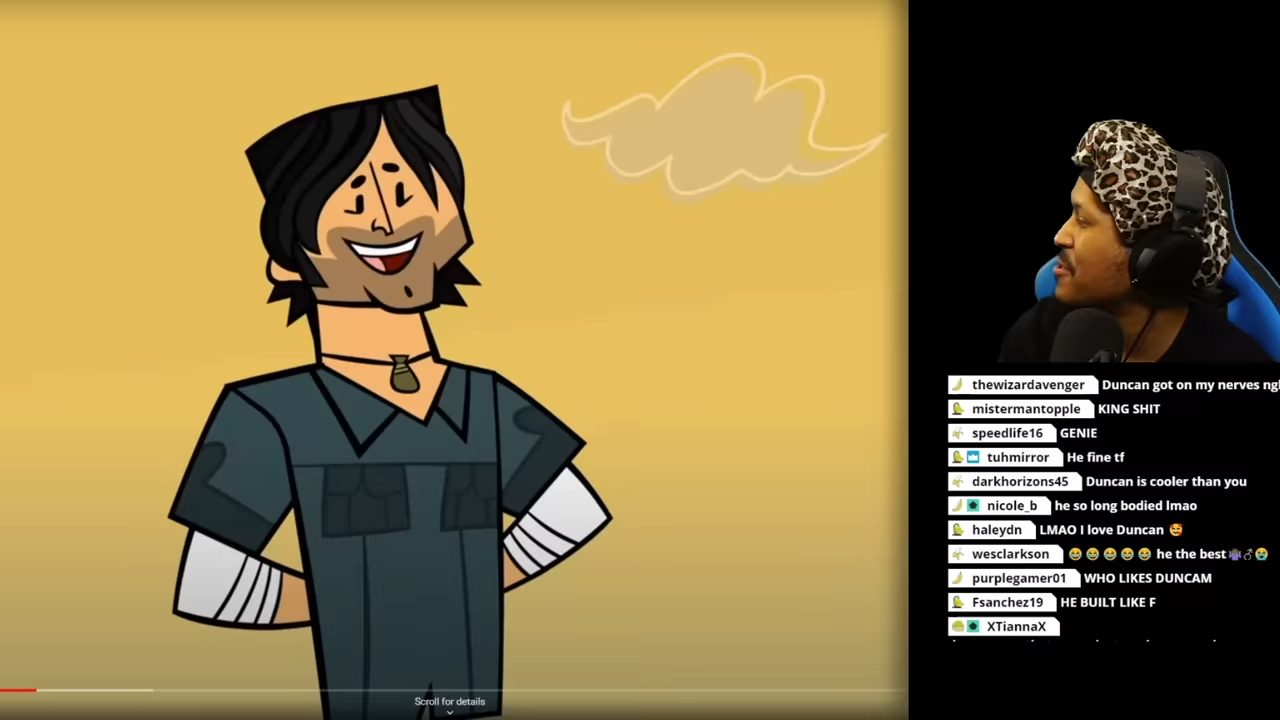 thewizardavenger Duncan got on my nerves ngl
mistermantopple KING SHIT
speedlife16 GENIE
tuhmirror He fine tf
darkhorizons45 Duncan is cooler than you
nicole_b he so long bodied lmao
haleydn LMAO I love Duncan 🥰
wesclarkson 😂😂😂😂😂 he the best
purplegamer01 WHO LIKES DUNCAM
Fsanchez19 HE BUILT LIKE F
XTiannaX
Scroll for details